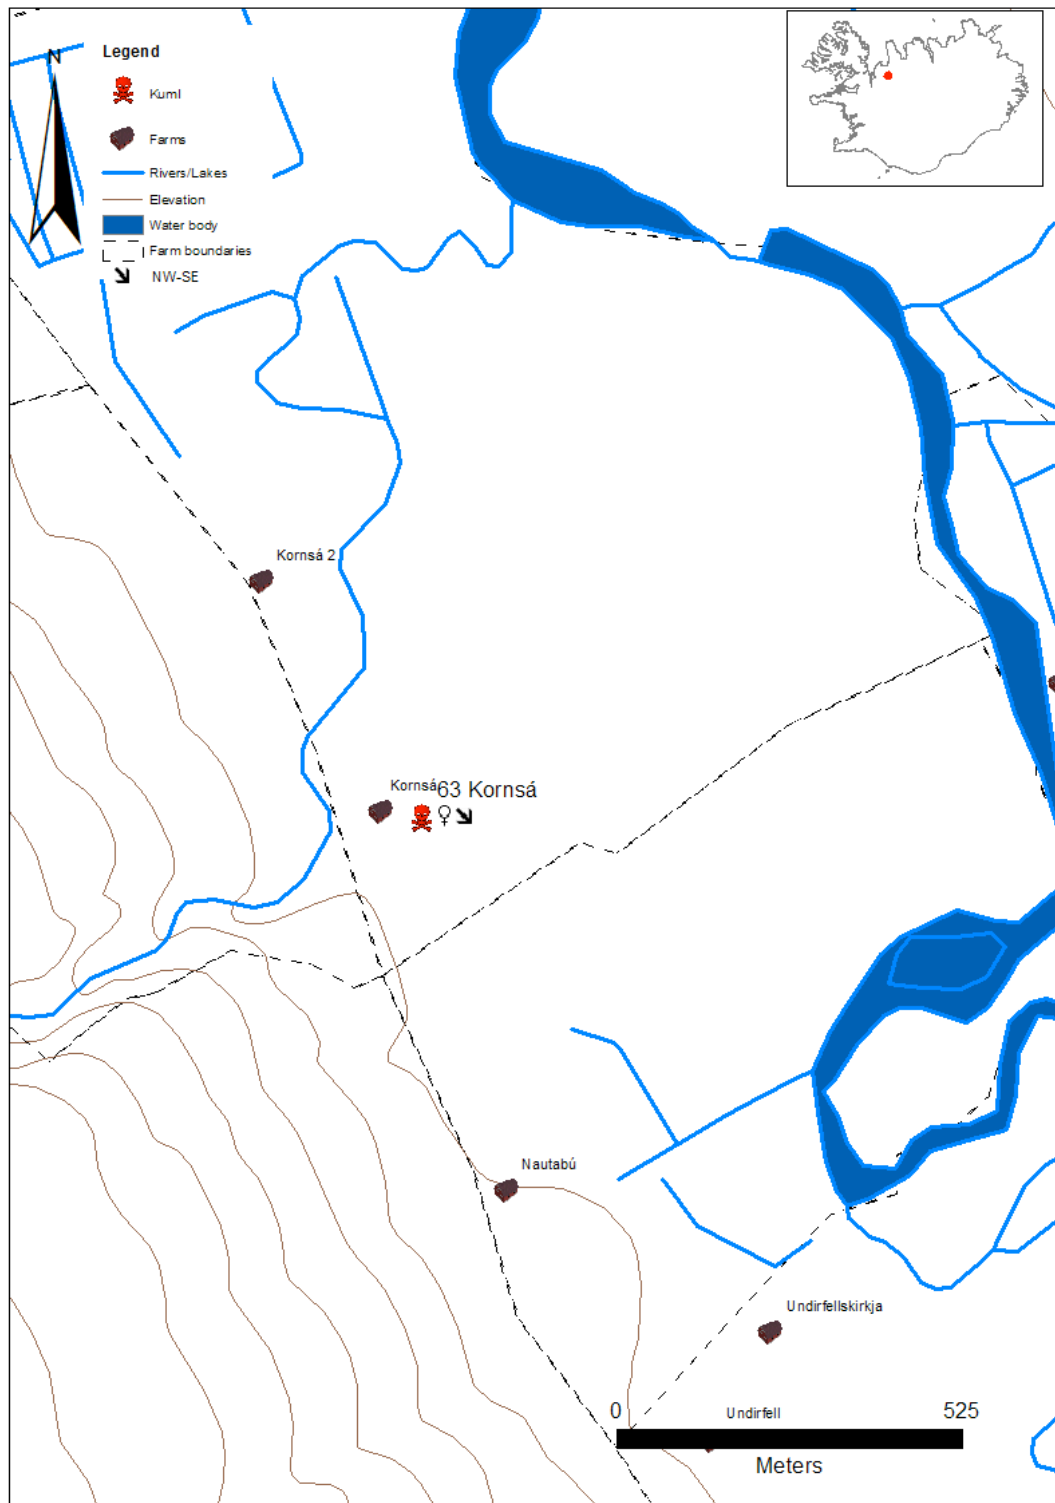 N
Legend
Kuml
Farms
Rivers/Lakes
Elevation
Water body
Farm boundaries
NW-SE
Kornsá 2
Kornsá
63 Kornsá
♀
Nautabú
Undirfellskirkja
Undirfell
0 525
Meters